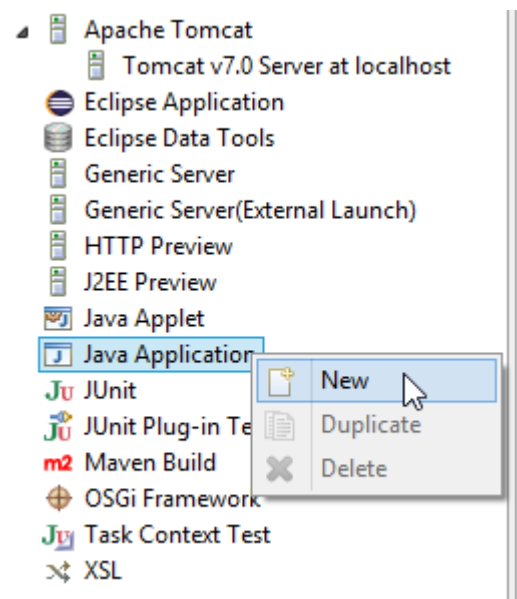 Apache Tomcat
Tomcat v7.0 Server at localhost
Eclipse Application
Eclipse Data Tools
Generic Server
Generic Server(External Launch)
HTTP Preview
J2EE Preview
Java Applet
Java Application
New
JUnit
JUnit Plug-in Te
Duplicate
Maven Build
Delete
OSGi Framework
Task Context Test
XSL